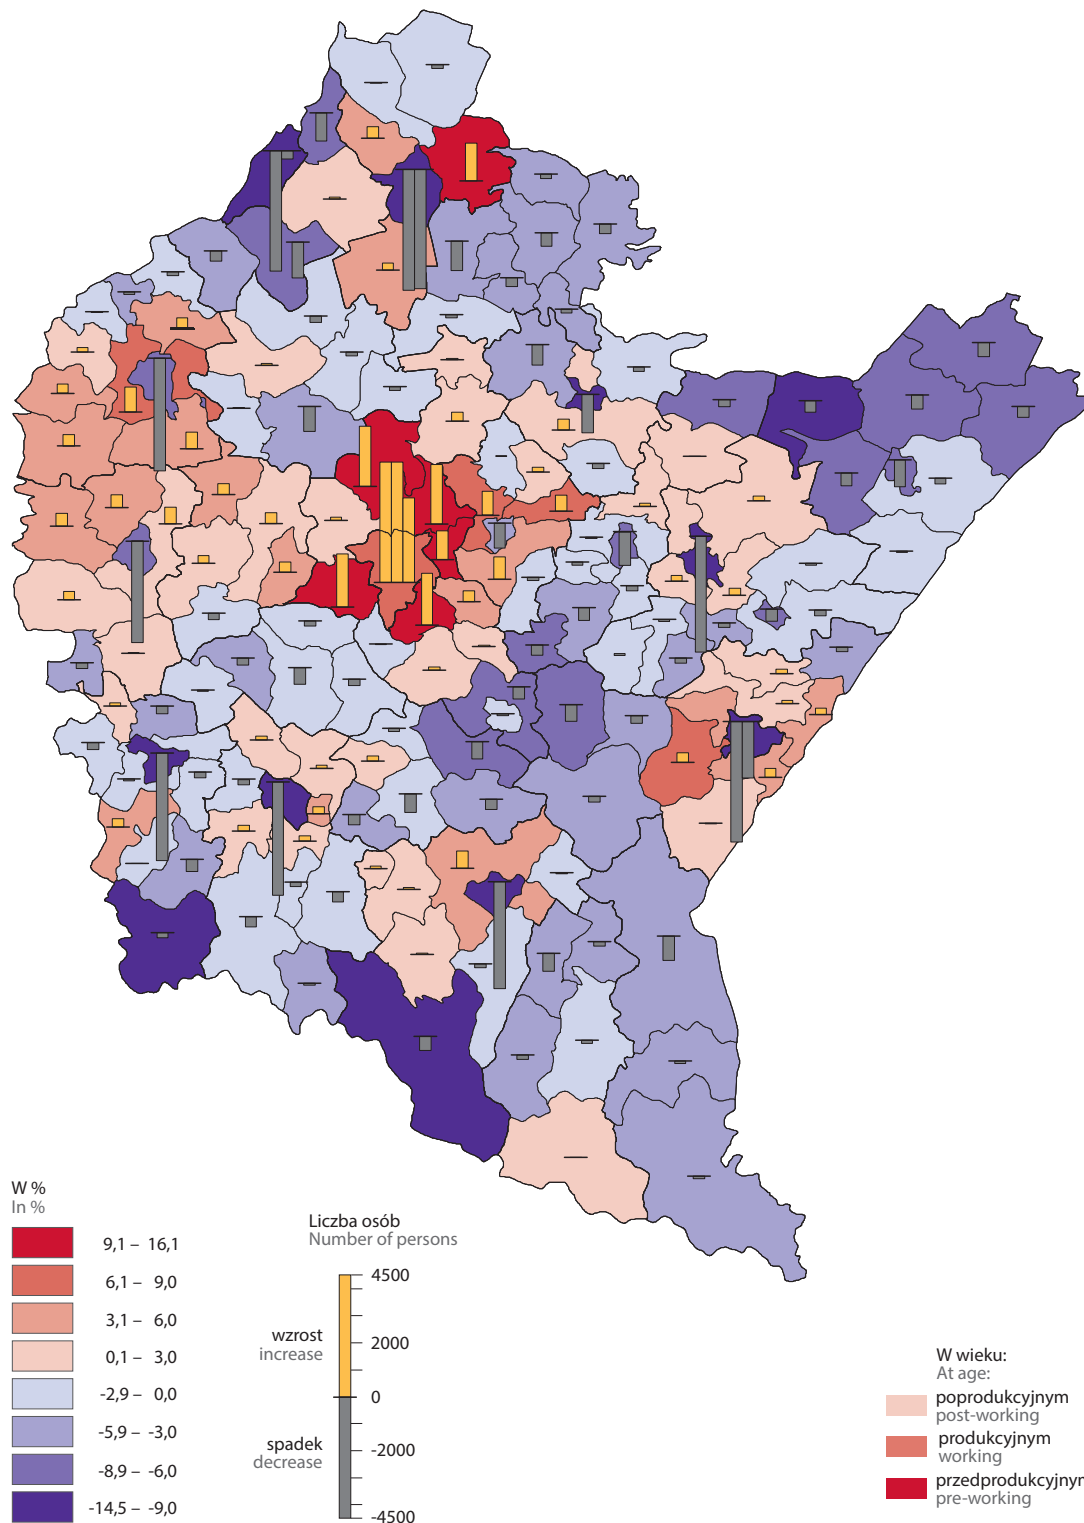 W %
In %
9,1 – 16,1
6,1 – 9,0
3,1 – 6,0
0,1 – 3,0
-2,9 – 0,0
-5,9 – -3,0
-8,9 – -6,0
-14,5 – -9,0
Liczba osób
Number of persons
4500
wzrost
increase
2000
0
spadek
decrease
-2000
-4500
W wieku:
At age:
poprodukcyjnym
post-working
produkcyjnym
working
przedprodukcyjnym
pre-working